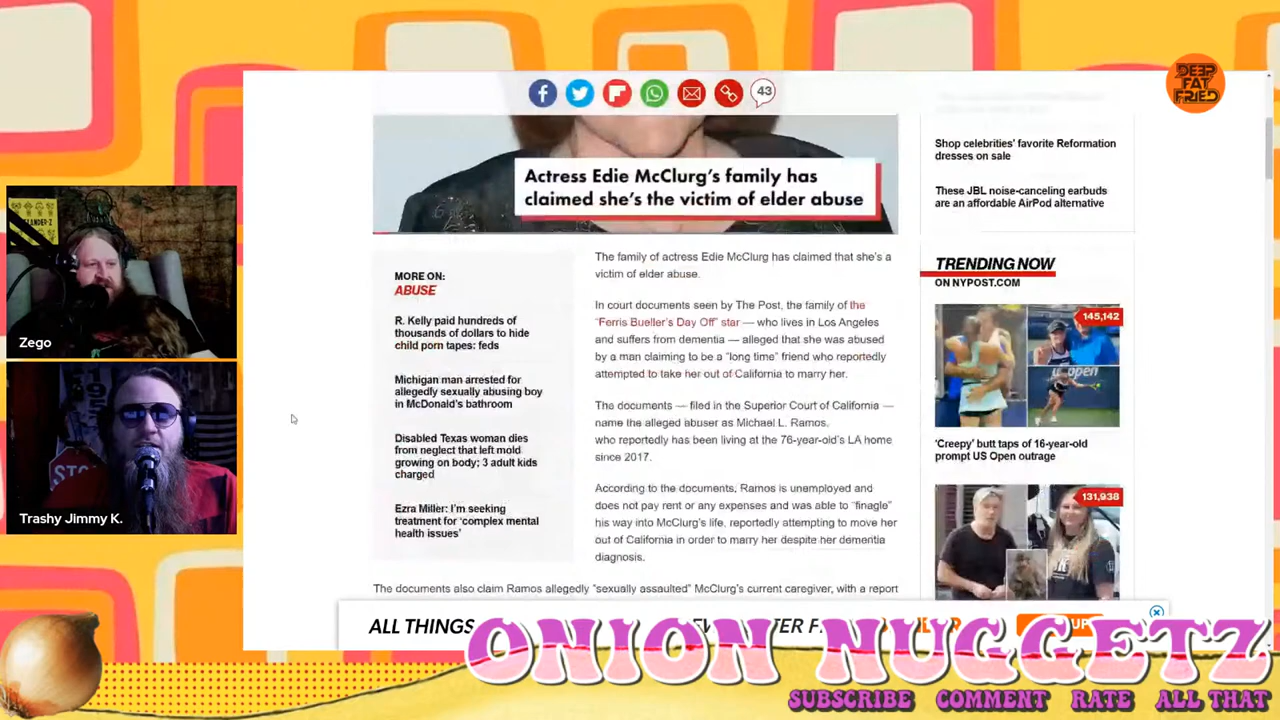 DEEP
FAT
FRIED
43
Actress Edie McClurg's family has
claimed she's the victim of elder abuse
Shop celebrities' favorite Reformation
dresses on sale
These JBL noise-canceling earbuds
are an affordable AirPod alternative
MORE ON:
ABUSE
R. Kelly paid hundreds of
thousands of dollars to hide
child porn tapes: feds
Michigan man arrested for
allegedly sexually abusing boy
in McDonald's bathroom
Disabled Texas woman dies
from neglect that left mold
growing on body; 3 adult kids
charged
Ezra Miller: I'm seeking
treatment for 'complex mental
health issues'
The family of actress Edie McClurg has claimed that she's a
victim of elder abuse.
In court documents seen by The Post, the family of the
"Ferris Bueller's Day Off" star — who lives in Los Angeles
and suffers from dementia — alleged that she was abused
by a man claiming to be a "long time" friend who reportedly
attempted to take her out of California to marry her.
The documents — filed in the Superior Court of California —
name the alleged abuser as Michael L. Ramos,
who reportedly has been living at the 76-year-old's LA home
since 2017.
According to the documents, Ramos is unemployed and
does not pay rent or any expenses and was able to "finagle"
his way into McClurg's life, reportedly attempting to move her
out of California in order to marry her despite her dementia
diagnosis.
The documents also claim Ramos allegedly "sexually assaulted" McClurg's current caregiver, with a report
TRENDING NOW
ON NYPOST.COM
145,142
'Creepy' butt taps of 16-year-old
prompt US Open outrage
131,938
Zego
STO
Trashy Jimmy K.
ALL THINGS
ONION NUGGETZ
SUBSCRIBE COMMENT RATE ALL THAT